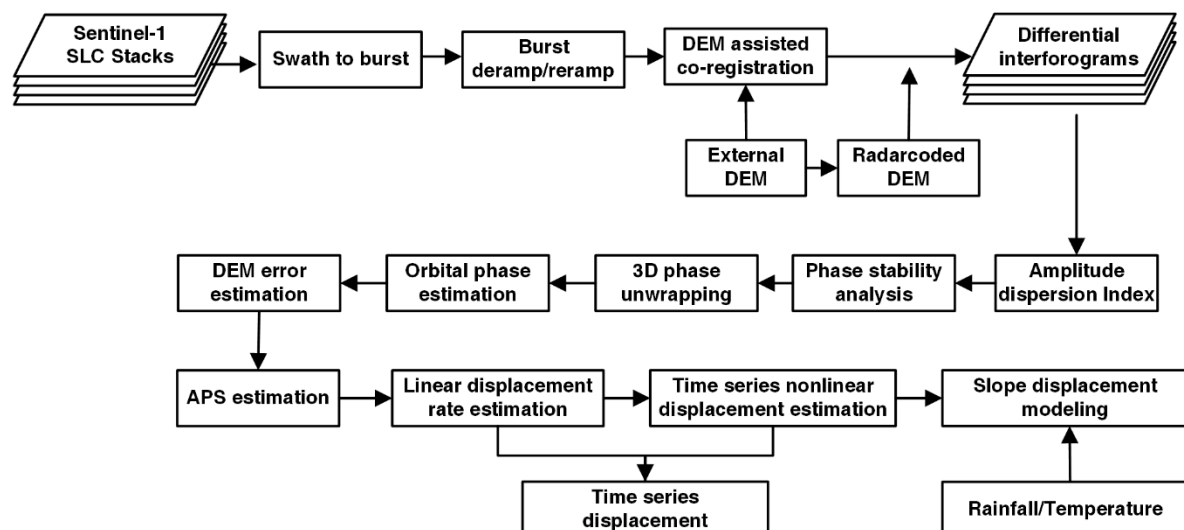 Sentinel-1
SLC Stacks
Swath to burst
Burst
deramp/reramp
DEM assisted
co-registration
Differential
interforograms
External
DEM
Radarcoded
DEM
DEM error
estimation
Orbital phase
estimation
3D phase
unwrapping
Phase stability
analysis
Amplitude
dispersion Index
APS estimation
Linear displacement
rate estimation
Time series nonlinear
displacement estimation
Slope displacement
modeling
Time series
displacement
Rainfall/Temperature